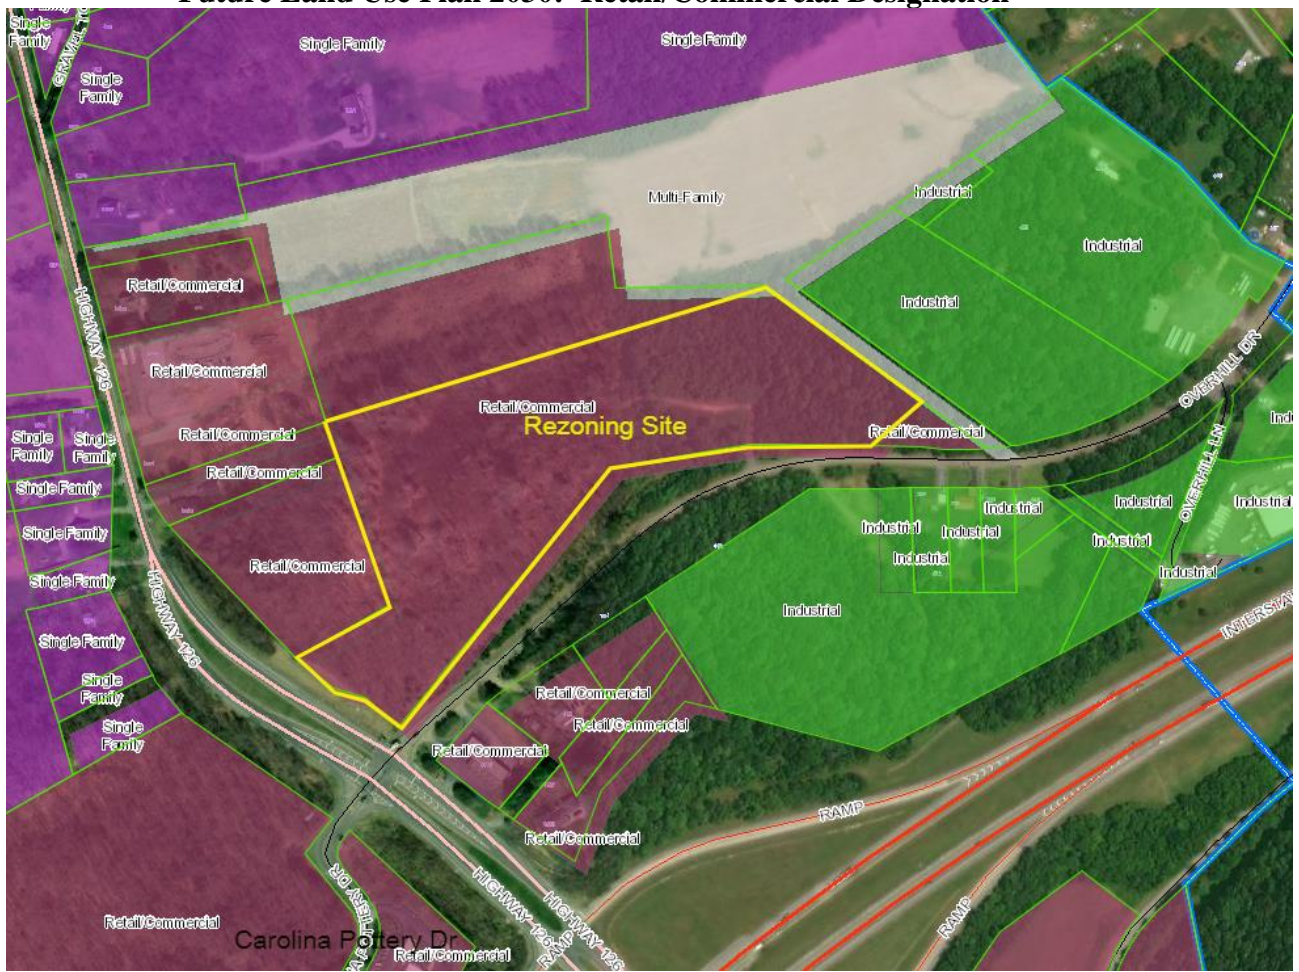 Future Land Use Plan 2030: Retail/Commercial Designation
Single
Family
GRAVEL
Single Family
Single Family
Single
Family
Multi-Family
Industrial
Industrial
Industrial
Retail/Commercial
HIGHWAY 126
Retail/Commercial
OVERHILL DR
Retail/Commercial
Rezoning Site
Retail/Commercial
Retail/Commercial
Retail/Commercial
Single
Family
Single
Family
Single Family
Single Family
Single Family
Single Family
Single
Family
Single
Family
OVERHILL LN
Industrial
Industrial
Industrial
Industrial
Industrial
Industrial
Industrial
Industrial
Industrial
Retail/Commercial
HIGHWAY 126
INTERSTA
Retail/Commercial
Retail/Commercial
Retail/Commercial
Retail/Commercial
RAMP
RAMP
HIGHWAY 126
HIGHWAY 126
RAMP
Retail/Commercial
Carolina Pottery Dr
Retail/Commercial